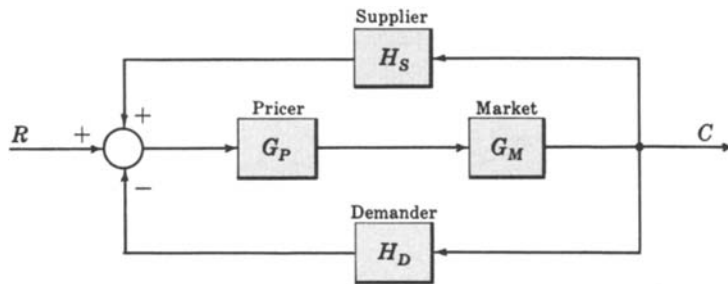 Supplier
H_S
+
Pricer
Market
R
+
G_P
G_M
C
−
Demander
H_D